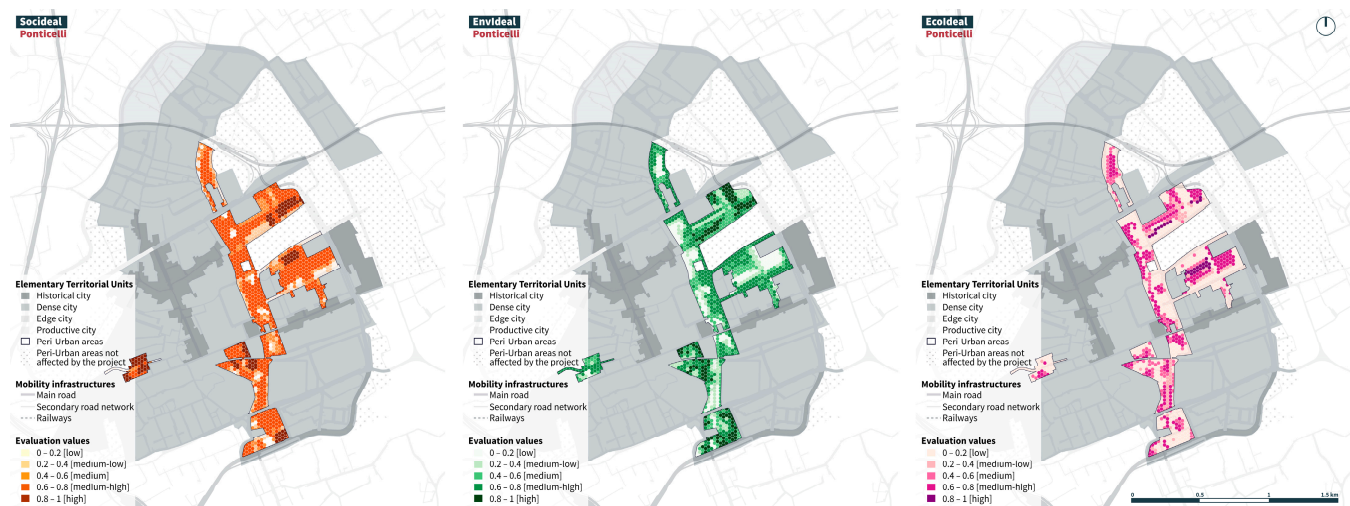 SocIdeal
Ponticelli
Elementary Territorial Units
Historical city
Dense city
Edge city
Productive city
Peri-Urban areas
Peri-Urban areas not
affected by the project
Mobility infrastructures
Main road
Secondary road network
Railways
Evaluation values
0 – 0.2 [low]
0.2 – 0.4 [medium-low]
0.4 – 0.6 [medium]
0.6 – 0.8 [medium-high]
0.8 – 1 [high]
EnvIdeal
Ponticelli
Elementary Territorial Units
Historical city
Dense city
Edge city
Productive city
Peri-Urban areas
Peri-Urban areas not
affected by the project
Mobility infrastructures
Main road
Secondary road network
Railways
Evaluation values
0 – 0.2 [low]
0.2 – 0.4 [medium-low]
0.4 – 0.6 [medium]
0.6 – 0.8 [medium-high]
0.8 – 1 [high]
EcoIdeal
Ponticelli
Elementary Territorial Units
Historical city
Dense city
Edge city
Productive city
Peri-Urban areas
Peri-Urban areas not
affected by the project
Mobility infrastructures
Main road
Secondary road network
Railways
Evaluation values
0 – 0.2 [low]
0.2 – 0.4 [medium-low]
0.4 – 0.6 [medium]
0.6 – 0.8 [medium-high]
0.8 – 1 [high]
0 0.5 1 1.5 km